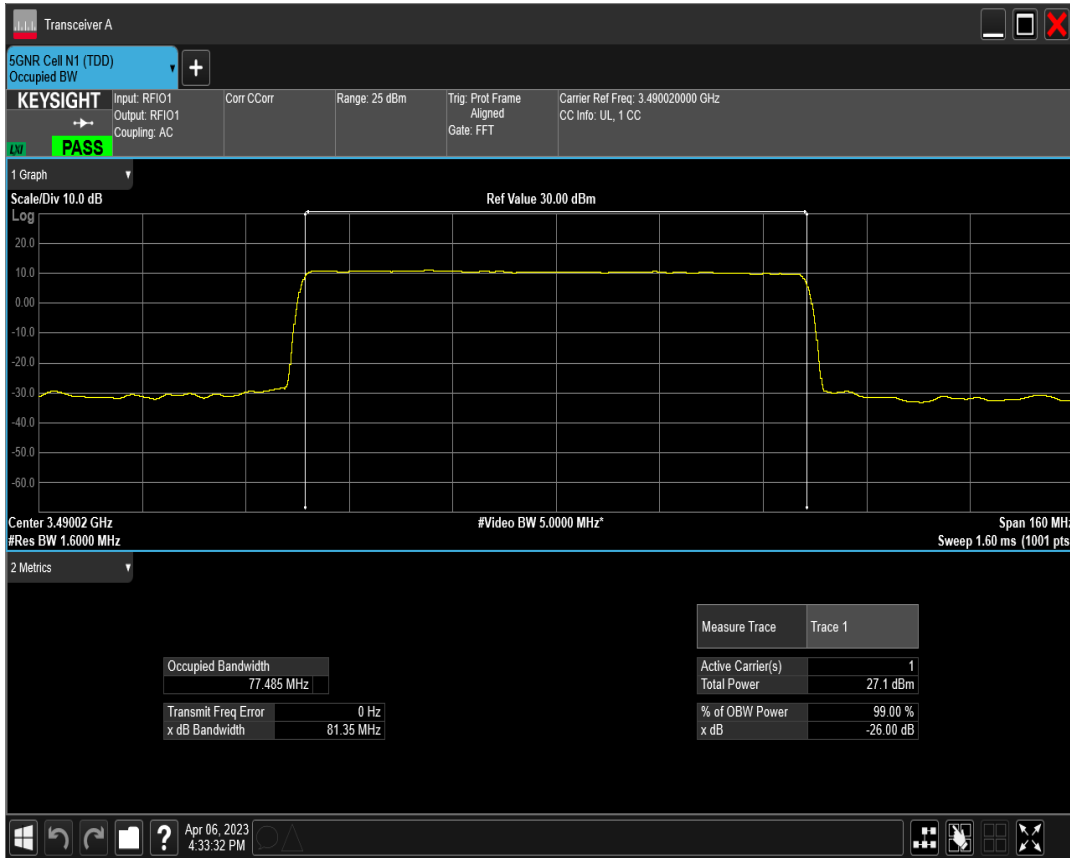 Transceiver A
5GNR Cell N1 (TDD)
Occupied BW
KEYSIGHT
LXI
PASS
Input: RFIO1
Output: RFIO1
Coupling: AC
Corr CCorr
Range: 25 dBm
Trig: Prot Frame
Aligned
Gate: FFT
Carrier Ref Freq: 3.490020000 GHz
CC Info: UL, 1 CC
1 Graph
Scale/Div 10.0 dB
Ref Value 30.00 dBm
Log
20.0
10.0
0.00
-10.0
-20.0
-30.0
-40.0
-50.0
-60.0
Center 3.49002 GHz
#Video BW 5.0000 MHz*
Span 160 MHz
#Res BW 1.6000 MHz
Sweep 1.60 ms (1001 pts
2 Metrics
Measure Trace Trace 1
Occupied Bandwidth
77.485 MHz
Active Carrier(s) 1
Total Power 27.1 dBm
Transmit Freq Error 0 Hz
x dB Bandwidth 81.35 MHz
% of OBW Power 99.00 %
x dB -26.00 dB
?
Apr 06, 2023
4:33:32 PM